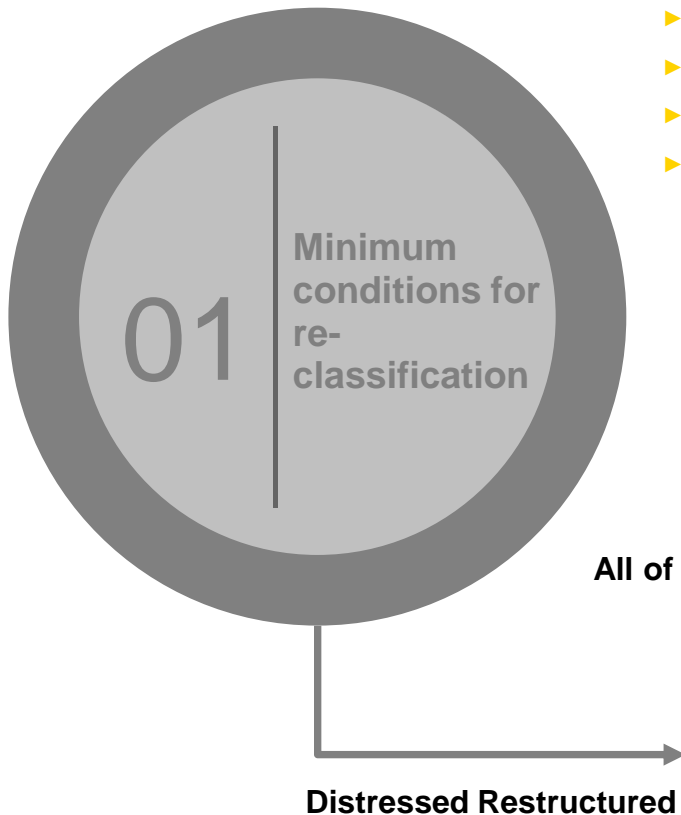 01
Minimum
conditions for
re-
classification
All of
Distressed Restructured